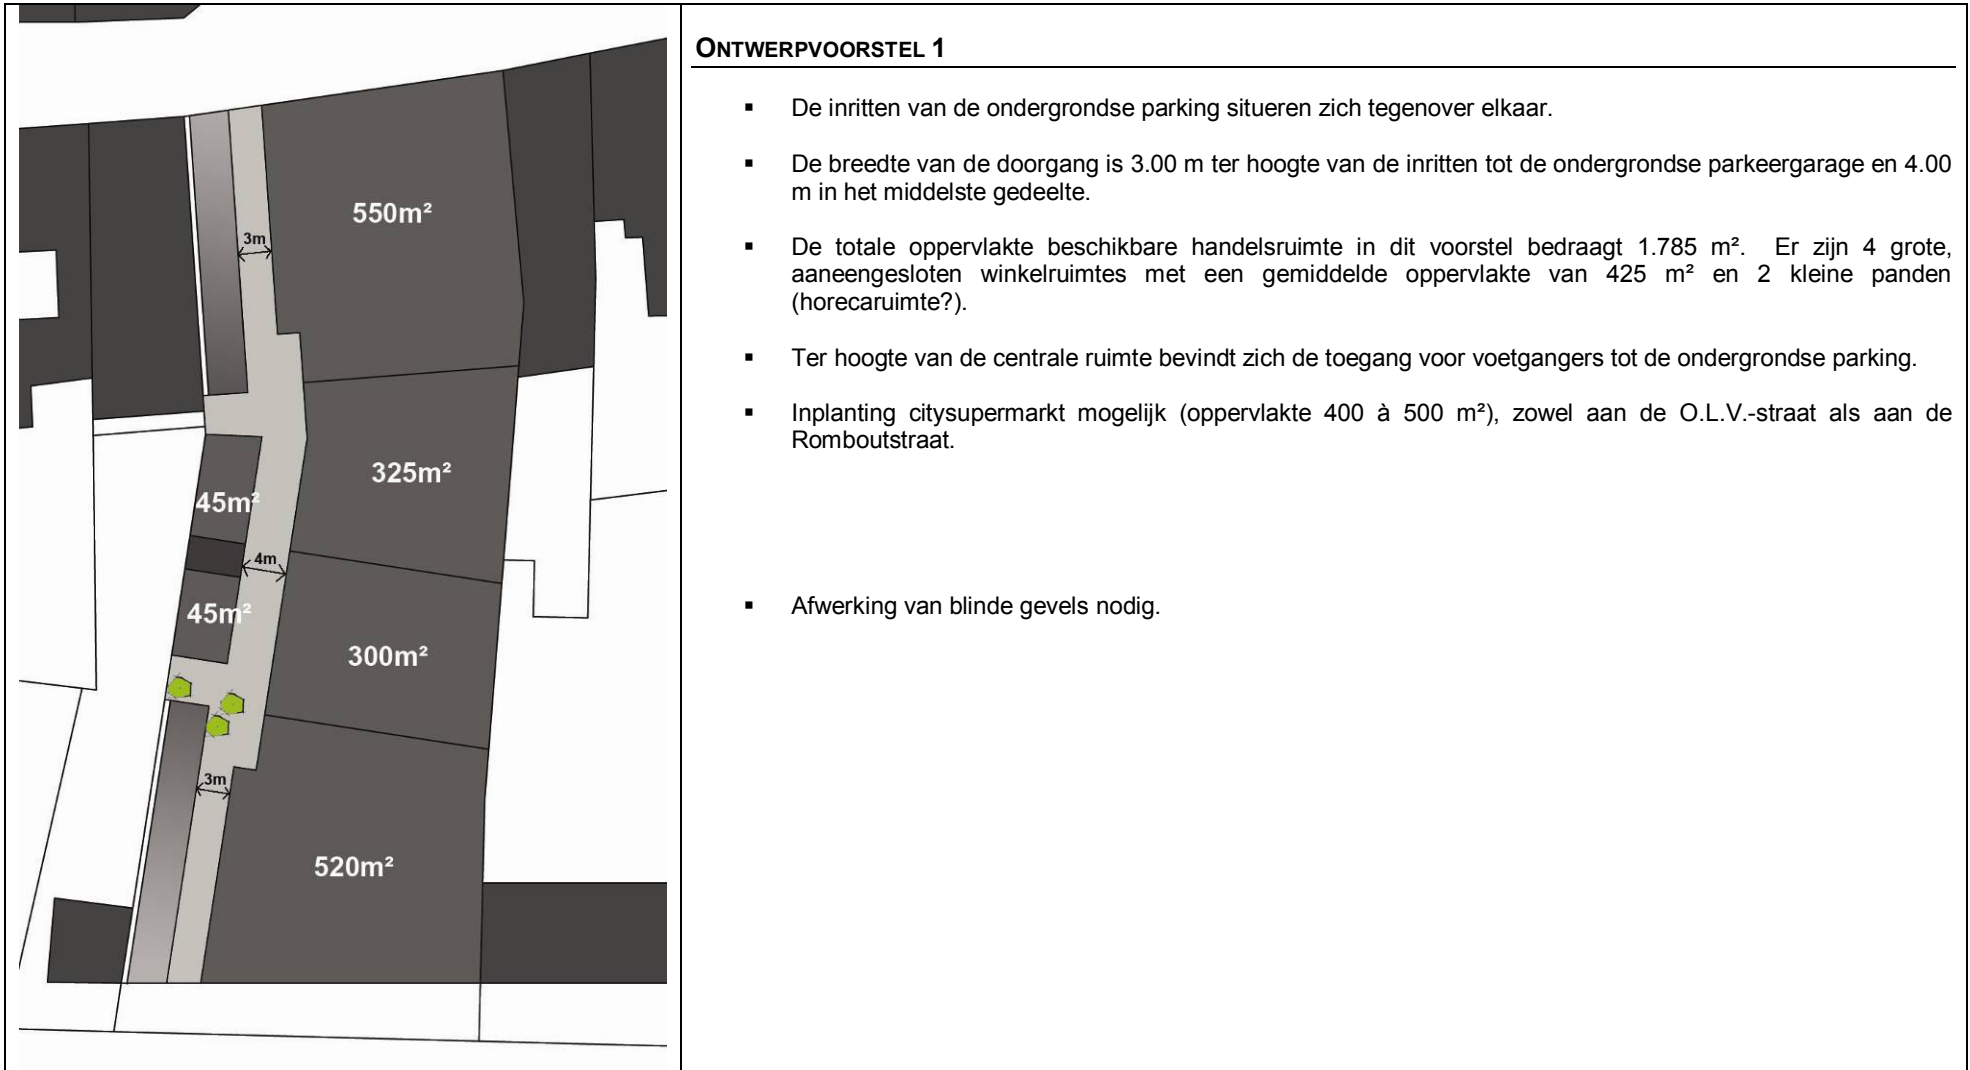 550m²
3m
325m²
45m²
4m
45m²
300m²
3m
520m²
ONTWERPVOORSTEL 1
▪ De inritten van de ondergrondse parking situeren zich tegenover elkaar.
▪ De breedte van de doorgang is 3.00 m ter hoogte van de inritten tot de ondergrondse parkeergarage en 4.00
m in het middelste gedeelte.
▪ De totale oppervlakte beschikbare handelsruimte in dit voorstel bedraagt 1.785 m². Er zijn 4 grote,
aaneengesloten winkelruimtes met een gemiddelde oppervlakte van 425 m² en 2 kleine panden
(horecaruimte?).
▪ Ter hoogte van de centrale ruimte bevindt zich de toegang voor voetgangers tot de ondergrondse parking.
▪ Inplanting citysupermarkt mogelijk (oppervlakte 400 à 500 m²), zowel aan de O.L.V.-straat als aan de
Romboutstraat.
▪ Afwerking van blinde gevels nodig.